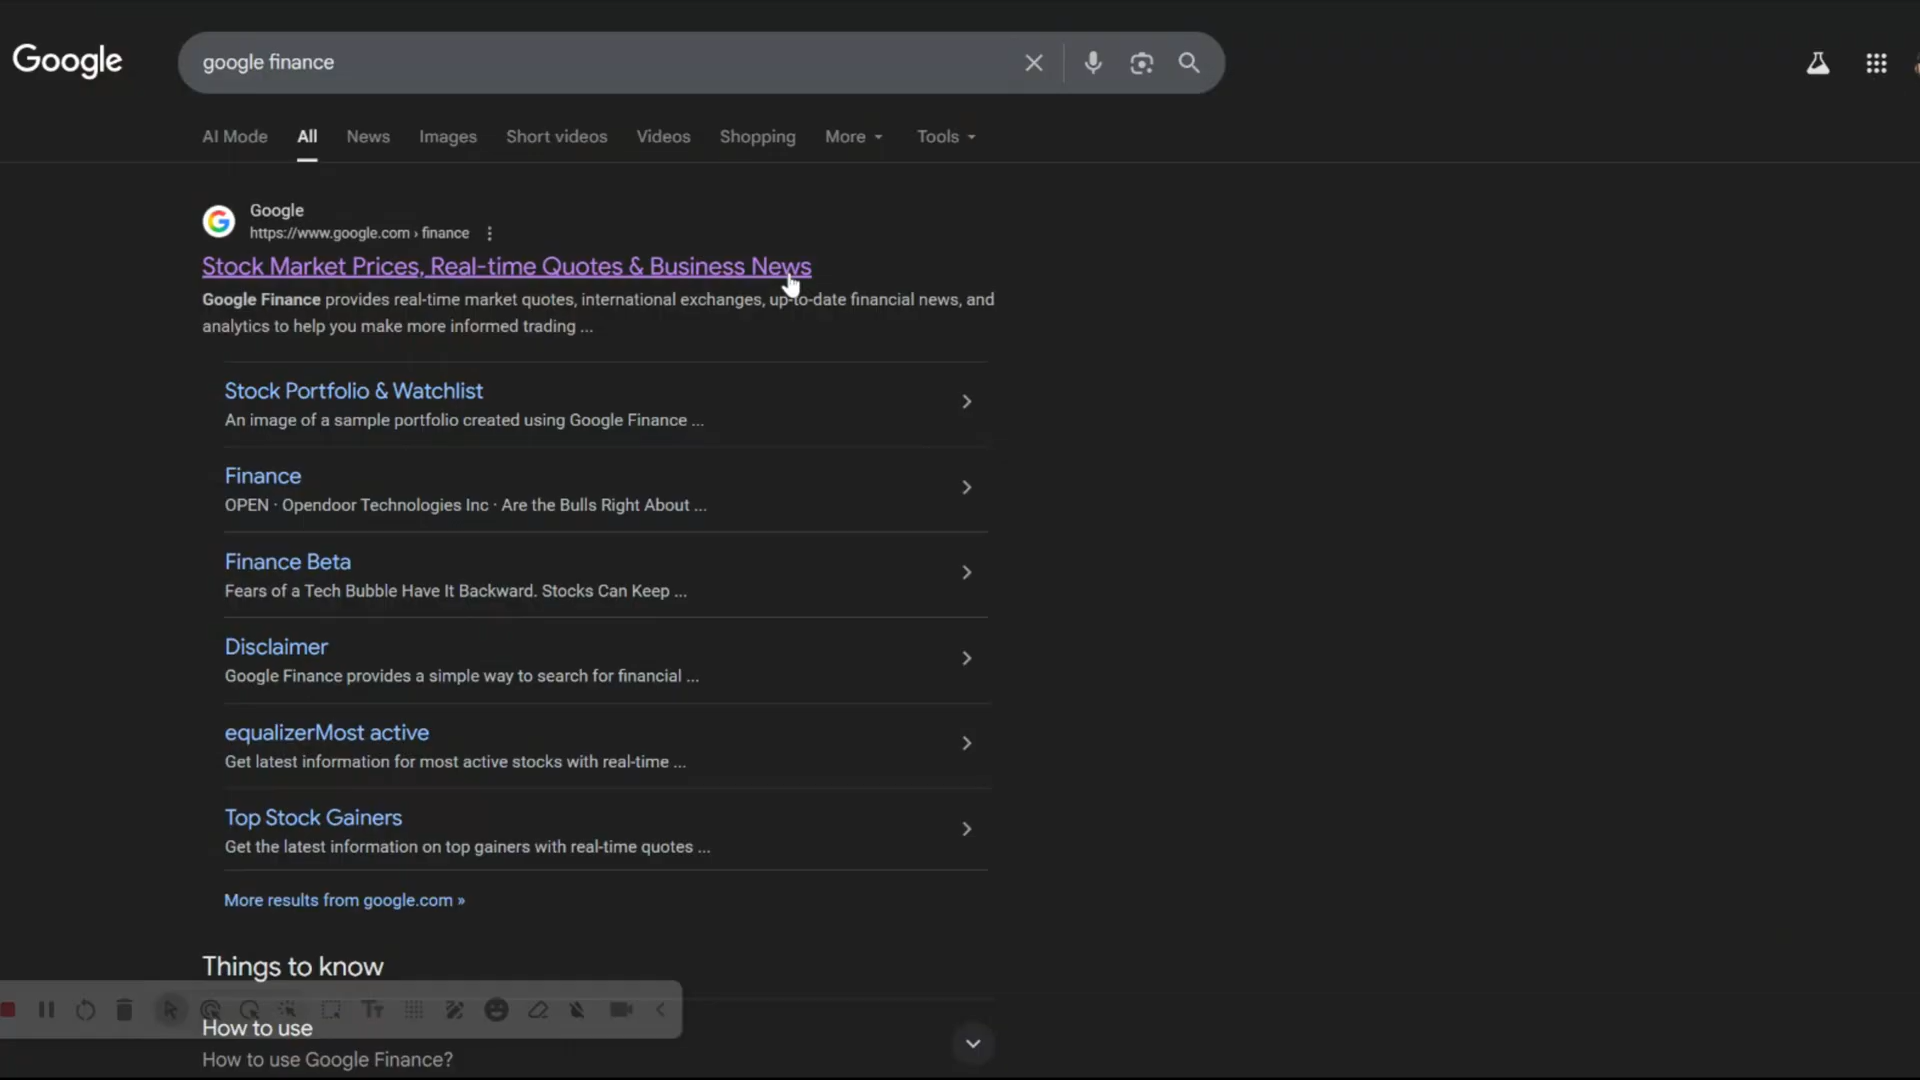 Google
google finance
AI Mode
All
News
Images
Short videos
Videos
Shopping
More
Tools
Google
https://www.google.com › finance
Stock Market Prices, Real-time Quotes & Business News
Google Finance provides real-time market quotes, international exchanges, up-to-date financial news, and
analytics to help you make more informed trading ...
Stock Portfolio & Watchlist
An image of a sample portfolio created using Google Finance ...
Finance
OPEN · Opendoor Technologies Inc · Are the Bulls Right About ...
Finance Beta
Fears of a Tech Bubble Have It Backward. Stocks Can Keep ...
Disclaimer
Google Finance provides a simple way to search for financial ...
equalizerMost active
Get latest information for most active stocks with real-time ...
Top Stock Gainers
Get the latest information on top gainers with real-time quotes ...
More results from google.com »
Things to know
Tr
How to use
How to use Google Finance?